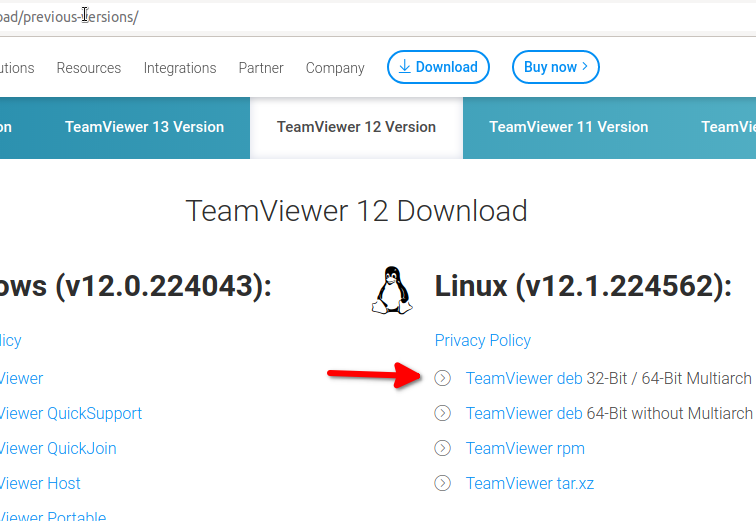 oad/previous-versions/
utions Resources Integrations Partner Company Download Buy now
on TeamViewer 13 Version TeamViewer 12 Version TeamViewer 11 Version TeamVie
TeamViewer 12 Download
ows (v12.0.224043): Linux (v12.1.224562):
licy Privacy Policy
Viewer TeamViewer deb 32-Bit / 64-Bit Multiarch
Viewer QuickSupport TeamViewer deb 64-Bit without Multiarch
Viewer QuickJoin TeamViewer rpm
Viewer Host TeamViewer tar.xz
Viewer Portable